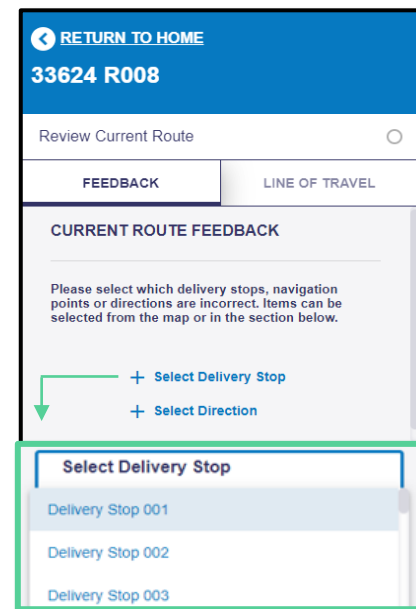 RETURN TO HOME
33624 R008
Review Current Route
FEEDBACK
LINE OF TRAVEL
CURRENT ROUTE FEEDBACK
Please select which delivery stops, navigation
points or directions are incorrect. Items can be
selected from the map or in the section below.
+ Select Delivery Stop
+ Select Direction
Select Delivery Stop
Delivery Stop 001
Delivery Stop 002
Delivery Stop 003